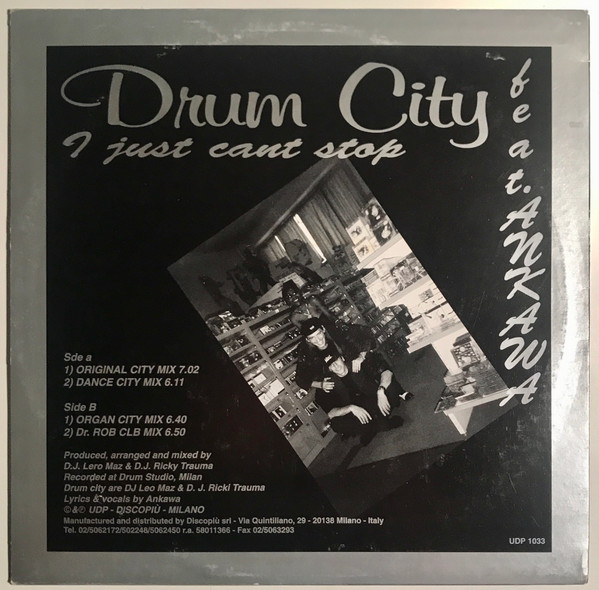 Drum City
I just cant stop
feat. ANKAWA
Sde a
1) ORIGINAL CITY MIX 7.02
2) DANCE CITY MIX 6.11
Side B
1) ORGAN CITY MIX 6.40
2) Dr. ROB CLB MIX 6.50
Produced, arranged and mixed by
D.J. Lero Maz & D.J. Ricky Trauma
Recorded at Drum Studio, Milan
Drum city are DJ Leo Maz & D. J. Ricki Trauma
Lyrics & vocals by Ankawa
©&℗ UDP - DJSCOPIÙ - MILANO
Manufactured and distributed by Discopiù srl - Via Quintiliano, 29 - 20138 Milano - Italy
Tel. 02/5062172/502248/5062450 r.a. 58011366 - Fax 02/5063293
UDP 1033